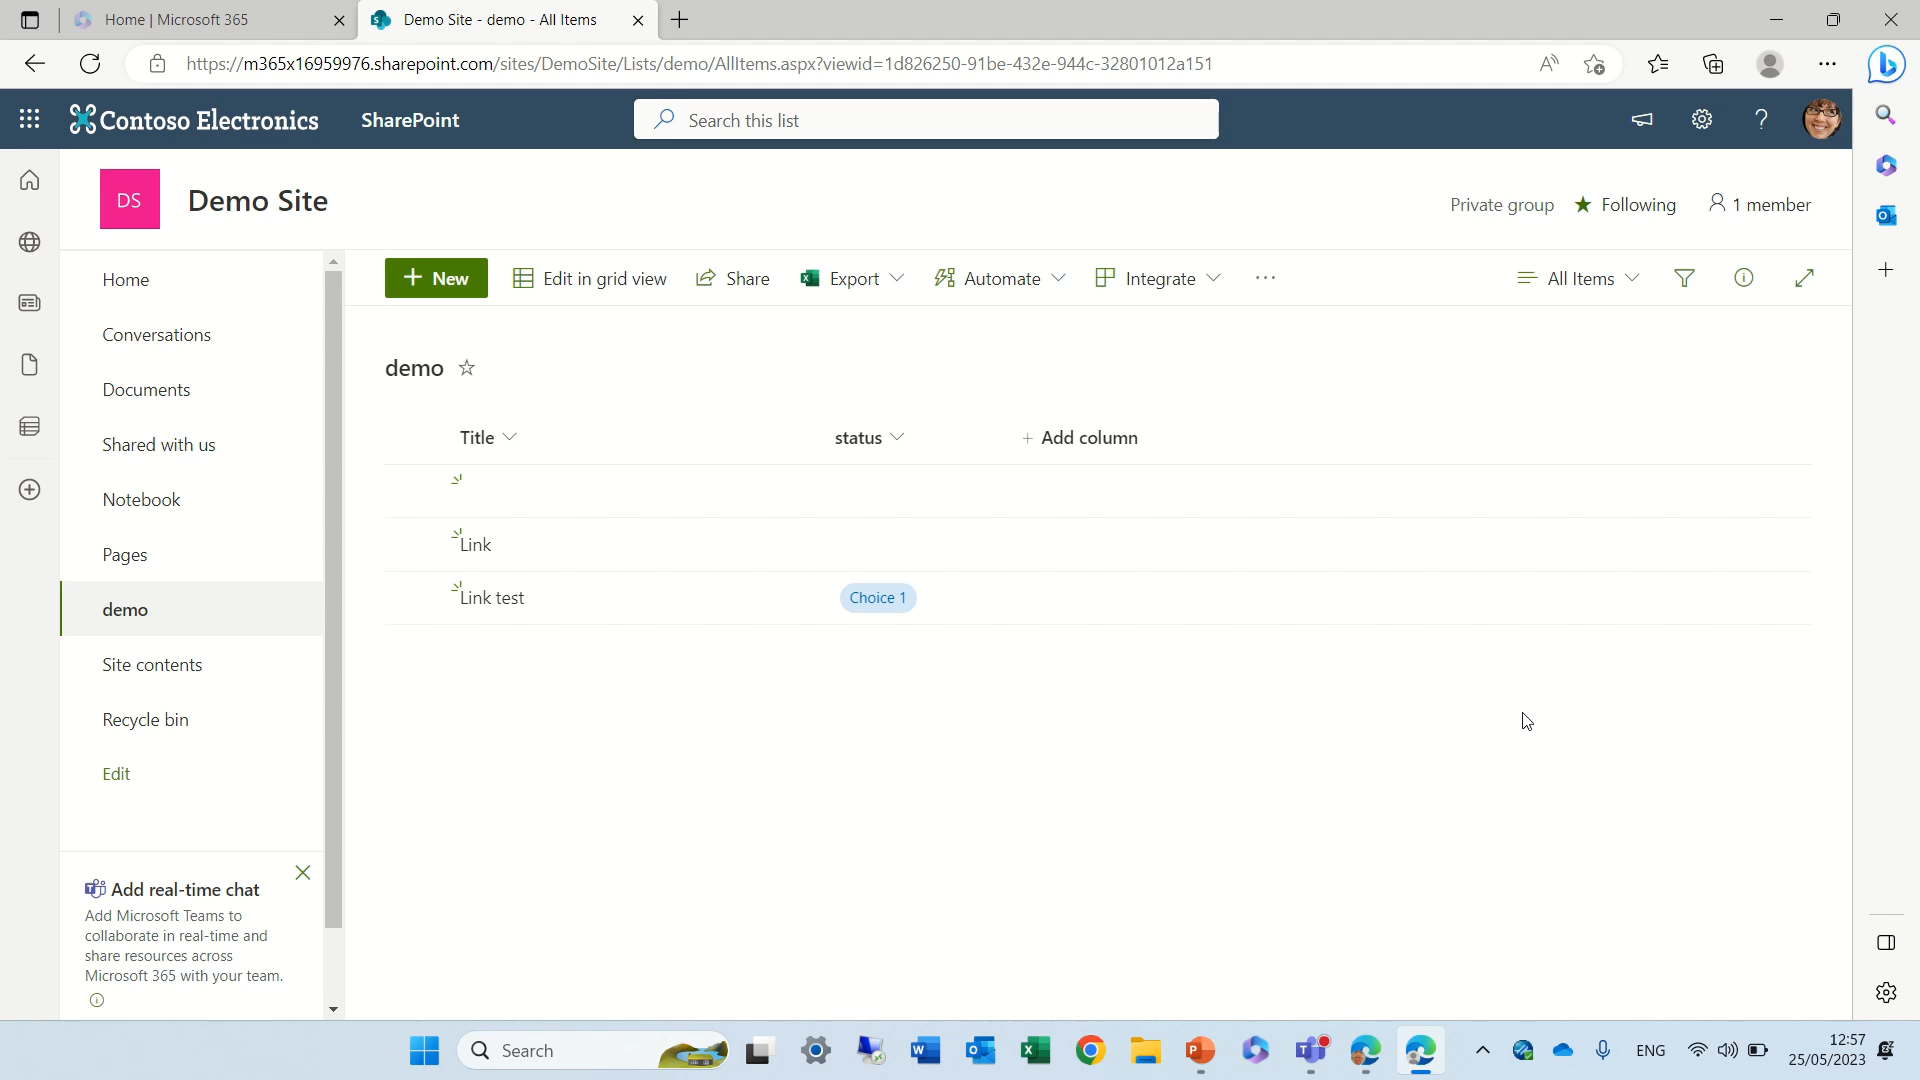 Home | Microsoft 365
Demo Site - demo - All Items
https://m365x16959976.sharepoint.com/sites/DemoSite/Lists/demo/AllItems.aspx?viewid=1d826250-91be-432e-944c-32801012a151
Contoso Electronics
SharePoint
Search this list
DS
Demo Site
Private group
Following
1 member
Home
Conversations
Documents
Shared with us
Notebook
Pages
demo
Site contents
Recycle bin
Edit
+ New
Edit in grid view
Share
Export
Automate
Integrate
...
All Items
demo
Title
status
+ Add column
Link
Link test
Choice 1
Add real-time chat
Add Microsoft Teams to
collaborate in real-time and
share resources across
Microsoft 365 with your team.
Search
ENG
12:57
25/05/2023